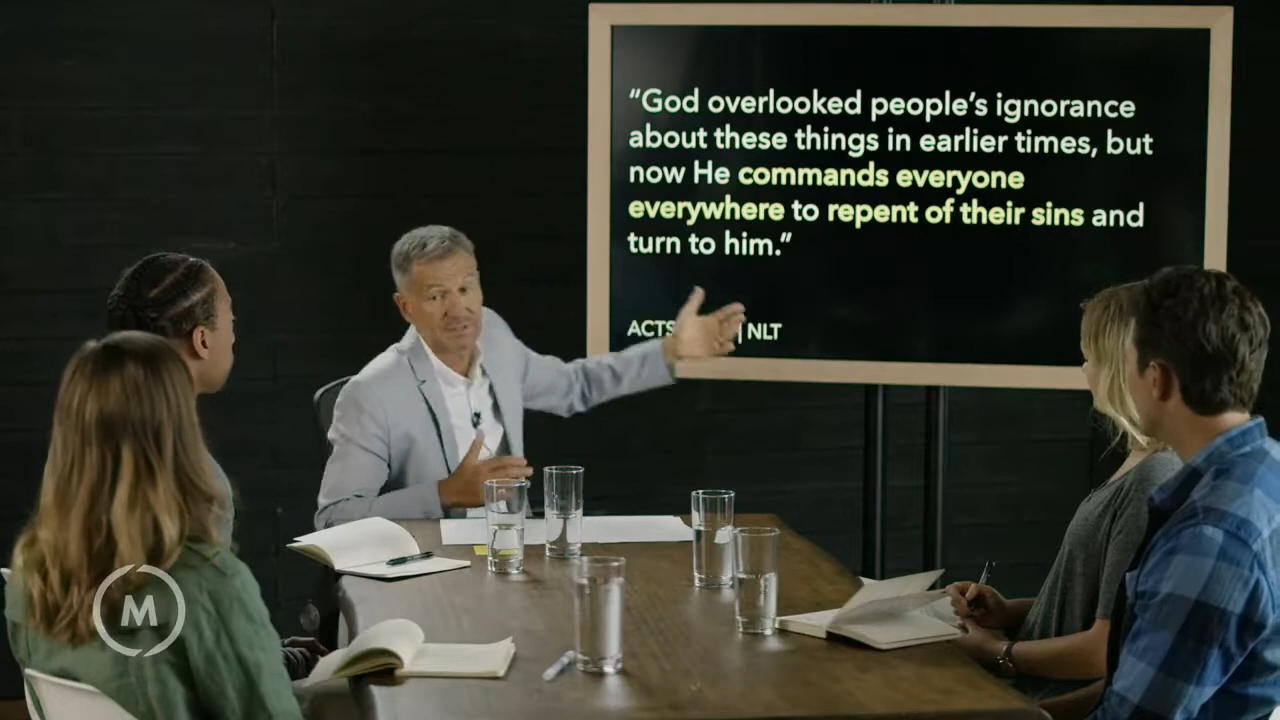 "God overlooked people's ignorance
about these things in earlier times, but
now He commands everyone
everywhere to repent of their sins and
turn to him."
ACTS | NLT
M